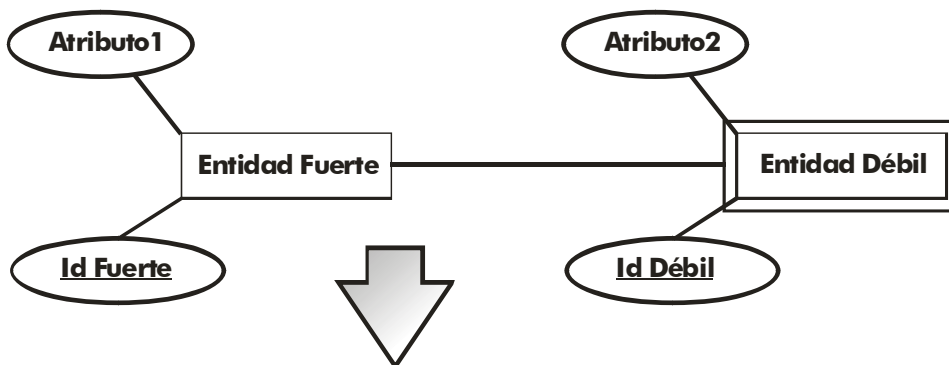 Atributo1
Atributo2
Entidad Fuerte
Entidad Débil
Id Fuerte
Id Débil